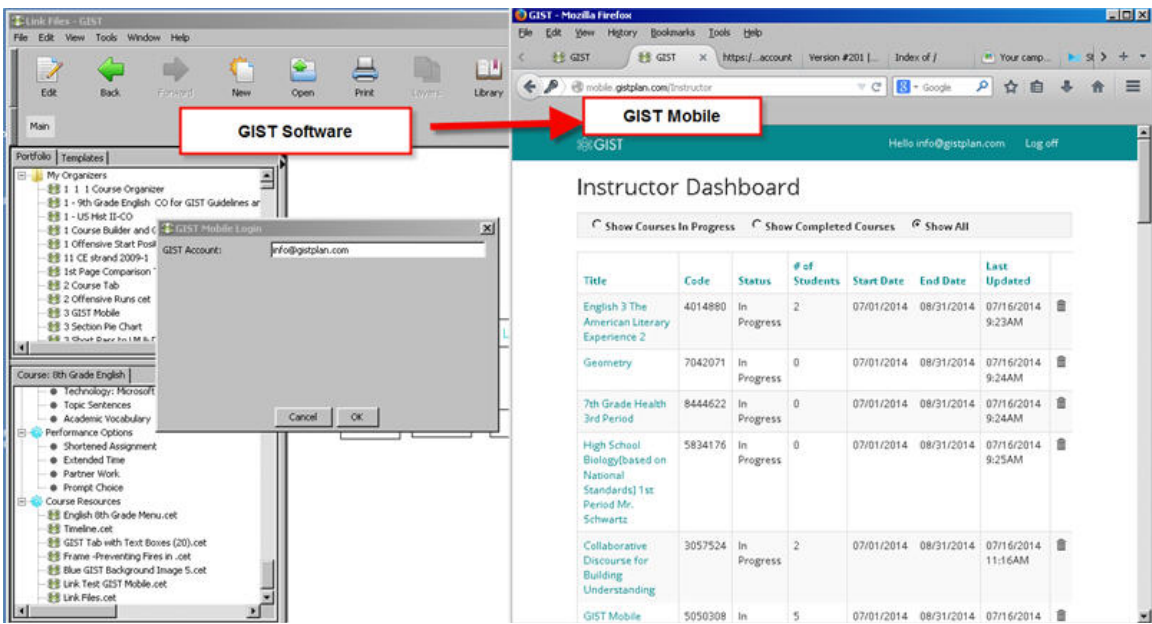 Link Files - GIST
File Edit View Tools Window Help
Edit Back Forward New Open Print Layers Library
Main
GIST Software
Portfolio Templates
My Organizers
1 1 1 Course Organizer
1 - 9th Grade English CO for GIST Guidelines ar
1 - US Hist II-CO
1 Course Builder and C
1 Offensive Start Posi
11 CE strand 2009-1
1st Page Comparison
2 Course Tab
2 Offensive Runs cet
3 GIST Mobile
3 Section Pie Chart
3 Short Pass to LM &
GIST Mobile Login
GIST Account: info@gistplan.com
Cancel OK
Course: 8th Grade English
Technology: Microsoft
Topic Sentences
Academic Vocabulary
Performance Options
Shortened Assignment
Extended Time
Partner Work.
Prompt Choice
Course Resources
English 8th Grade Menu.cet
Timeline.cet
GIST Tab with Text Boxes (20).cet
Frame -Preventing Fires in .cet
Blue GIST Background Image 5.cet
Link Test GIST Mobile.cet
Link Files.cet
GIST - Mozilla Firefox
File Edit View History Bookmarks Tools Help
GIST GIST https:/...account Version #201 [... Index of / Your camp... St
mobile.gistplan.com/Instructor Google
GIST Mobile
GIST Hello info@gistplan.com Log off
Instructor Dashboard
Show Courses In Progress Show Completed Courses Show All
# of Last
Title Code Status Students Start Date End Date Updated
English 3 The 4014880 In 2 07/01/2014 08/31/2014 07/16/2014
American Literary Progress 9:23AM
Experience 2
Geometry 7042071 In 0 07/01/2014 08/31/2014 07/16/2014
Progress 9:24AM
7th Grade Health 8444622 In 0 07/01/2014 08/31/2014 07/16/2014
3rd Period Progress 9:24AM
High School 5834176 In 0 07/01/2014 08/31/2014 07/16/2014
Biology[based on Progress 9:25AM
National
Standards] 1st
Period Mr.
Schwartz
Collaborative 3057524 In 2 07/01/2014 08/31/2014 07/16/2014
Discourse for Progress 11:16AM
Building
Understanding
GIST Mobile 5050308 In 5 07/01/2014 08/31/2014 07/16/2014